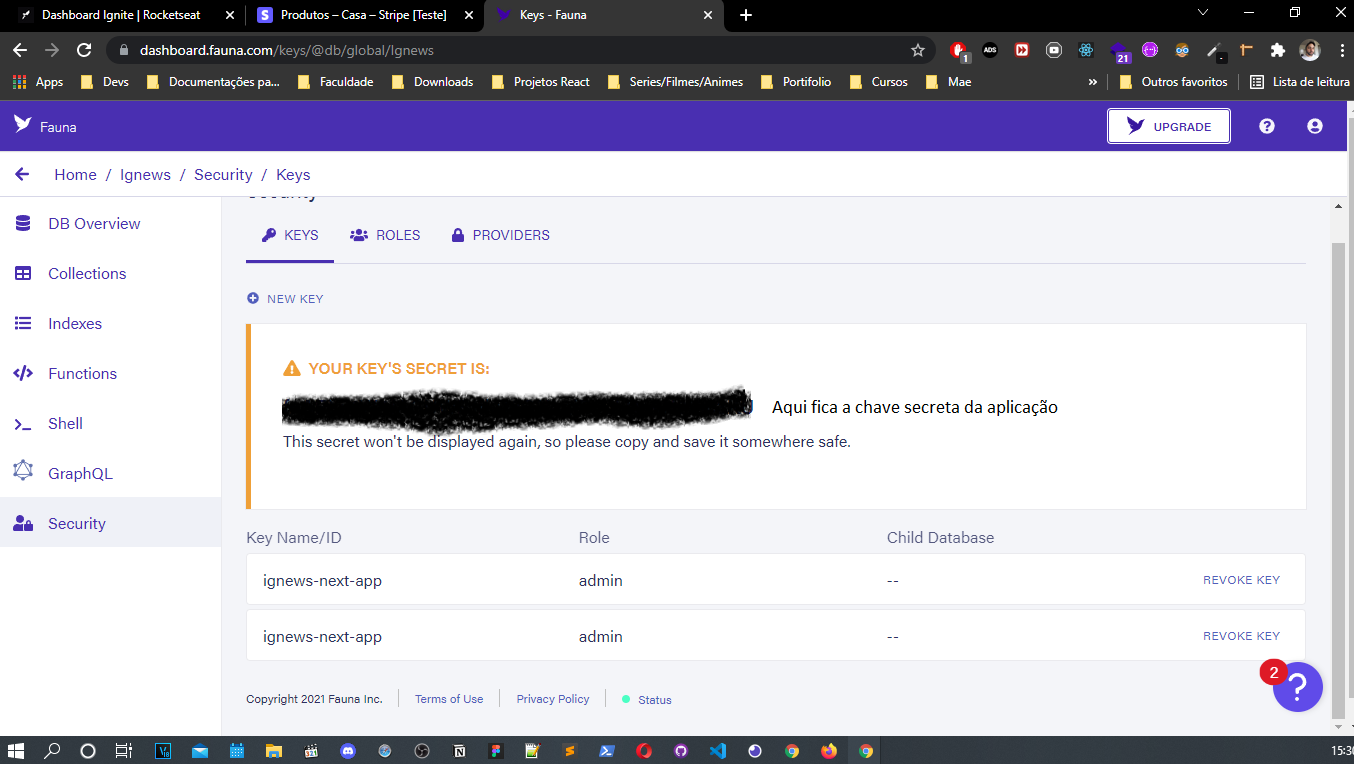 Dashboard Ignite | Rocketseat
Produtos – Casa – Stripe [Teste]
Keys - Fauna
dashboard.fauna.com/keys/@db/global/Ignews
1
ADS
21
Apps
Devs
Documentações pa...
Faculdade
Downloads
Projetos React
Series/Filmes/Animes
Portifolio
Cursos
Mae
»
Outros favoritos
Lista de leitura
Fauna
UPGRADE
Home / Ignews / Security / Keys
DB Overview
Collections
Indexes
Functions
Shell
GraphQL
Security
Security
KEYS
ROLES
PROVIDERS
NEW KEY
YOUR KEY'S SECRET IS:
Aqui fica a chave secreta da aplicação
This secret won't be displayed again, so please copy and save it somewhere safe.
Key Name/ID Role Child Database
ignews-next-app admin -- REVOKE KEY
ignews-next-app admin -- REVOKE KEY
2
Copyright 2021 Fauna Inc.
Terms of Use
Privacy Policy
Status